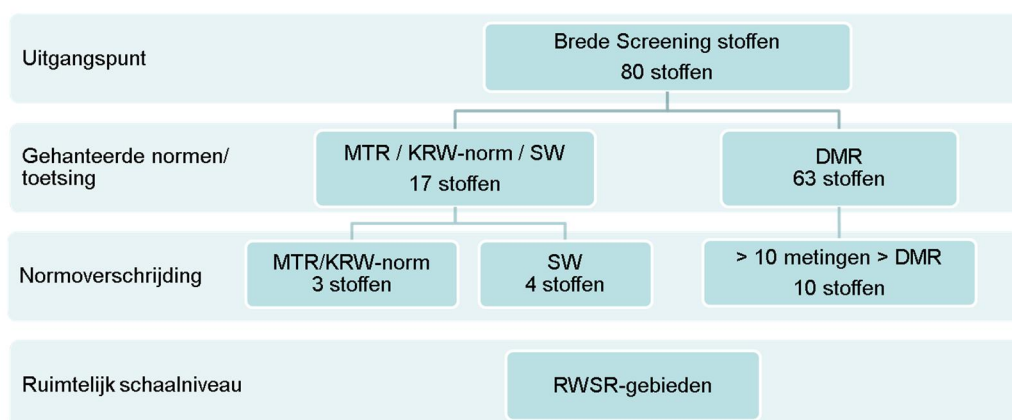 Uitgangspunt
Brede Screening stoffen
80 stoffen
Gehanteerde normen/
toetsing
MTR / KRW-norm / SW
17 stoffen
DMR
63 stoffen
Normoverschrijding
MTR/KRW-norm
3 stoffen
SW
4 stoffen
> 10 metingen > DMR
10 stoffen
Ruimtelijk schaalniveau
RWSR-gebieden